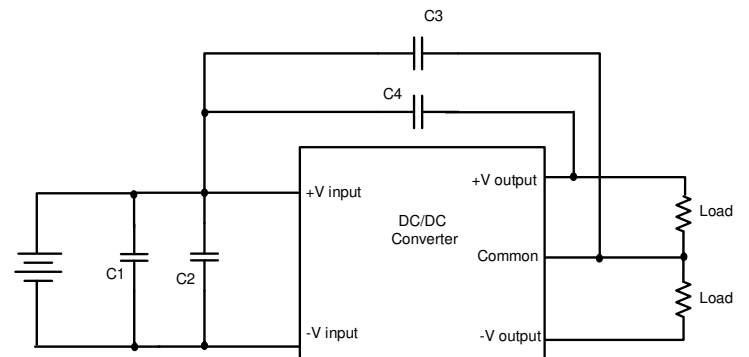 C3
C4
+V input
+V output
Load
DC/DC
Converter
Common
C1
C2
Load
-V input
-V output